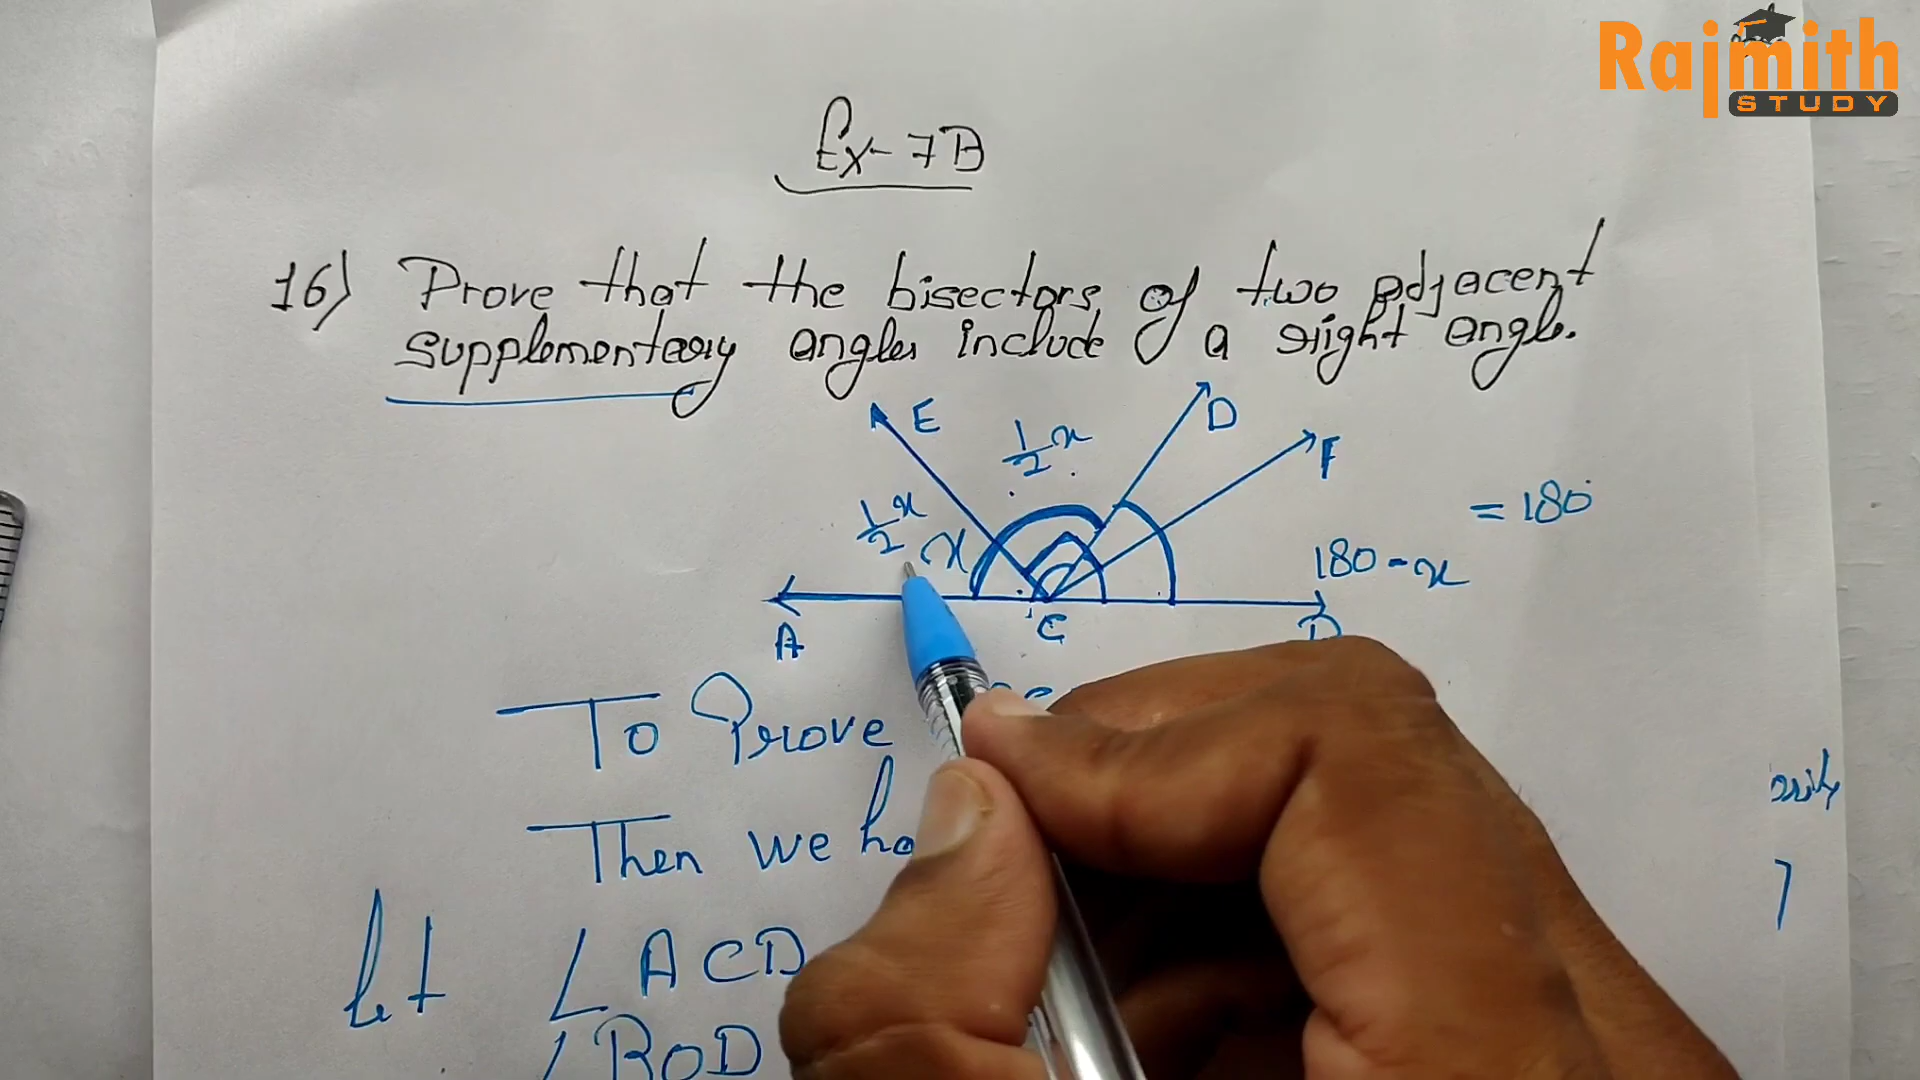 Rajmith
STUDY
Ex-7B
16) Prove that the bisectors of two adjacent
supplementary angles include a right angle.
E
D
F
1/2 x
1/2 x
x
= 180
180 - x
A
C
To Prove
Then we ha
let ∠ACD
∠BOD